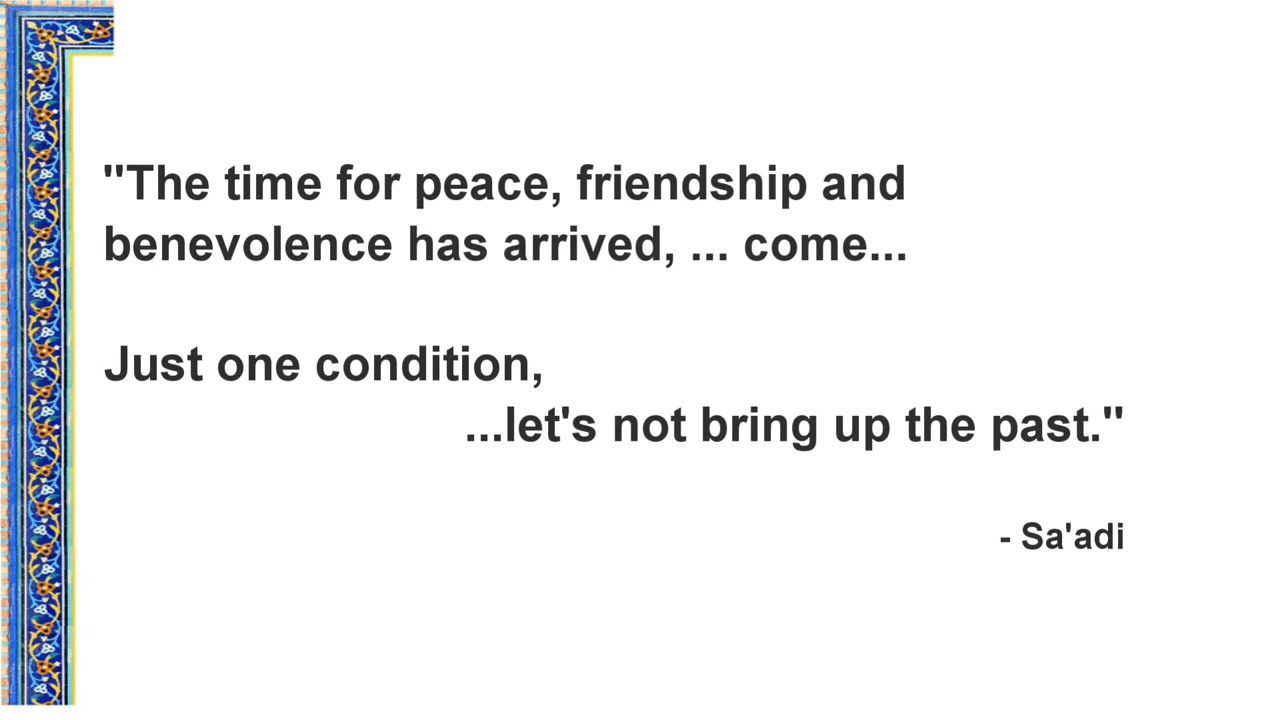 "The time for peace, friendship and
benevolence has arrived, ... come...
Just one condition,
...let's not bring up the past."
- Sa'adi